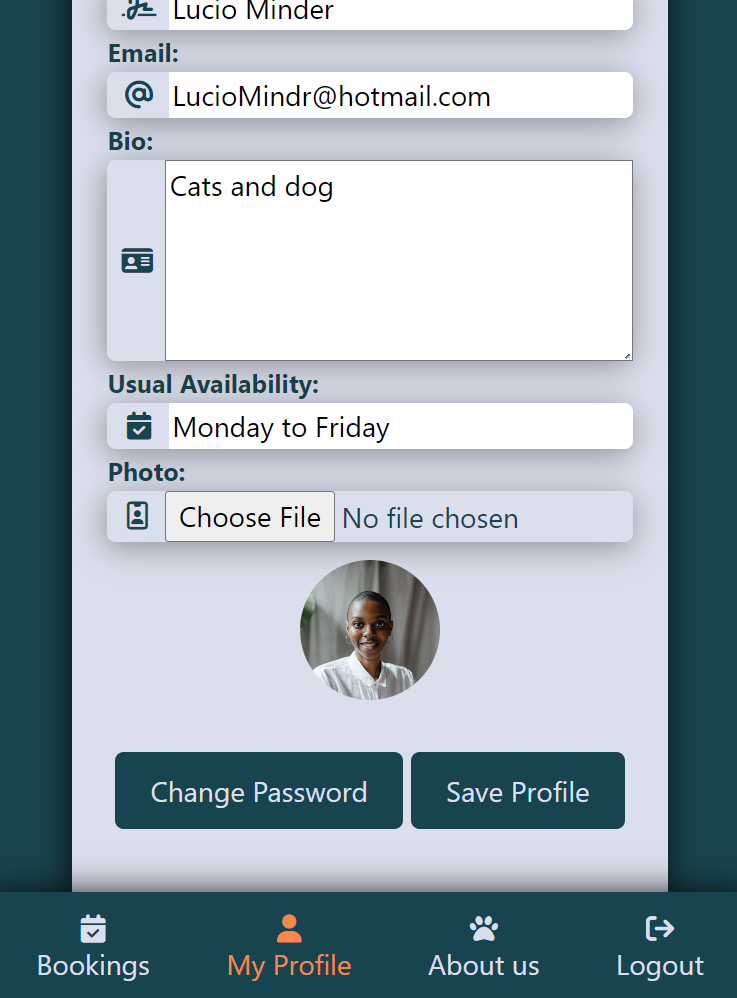 Lucio Minder
Email:
LucioMindr@hotmail.com
Bio:
Cats and dog
Usual Availability:
Monday to Friday
Photo:
Choose File No file chosen
Change Password Save Profile
Bookings My Profile About us Logout